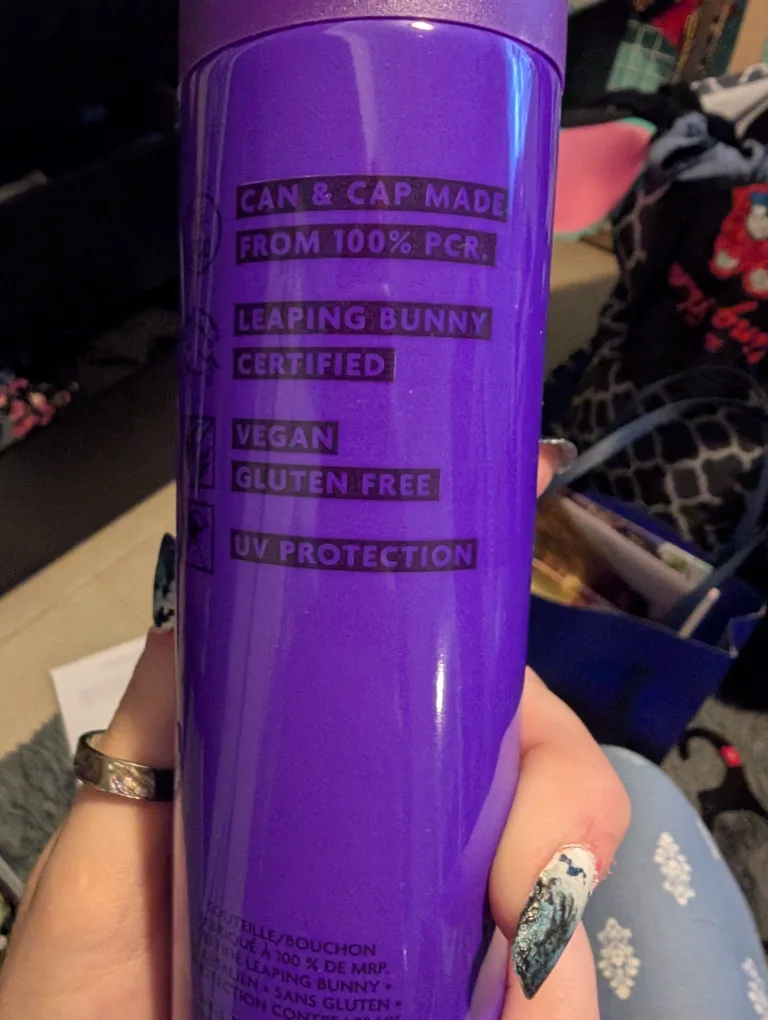 CAN & CAP MADE
FROM 100% PCR.
LEAPING BUNNY
CERTIFIED
VEGAN
GLUTEN FREE
UV PROTECTION
BOUTEILLE/BOUCHON
À 100 % DE MRP.
LEAPING BUNNY •
• SANS GLUTEN •